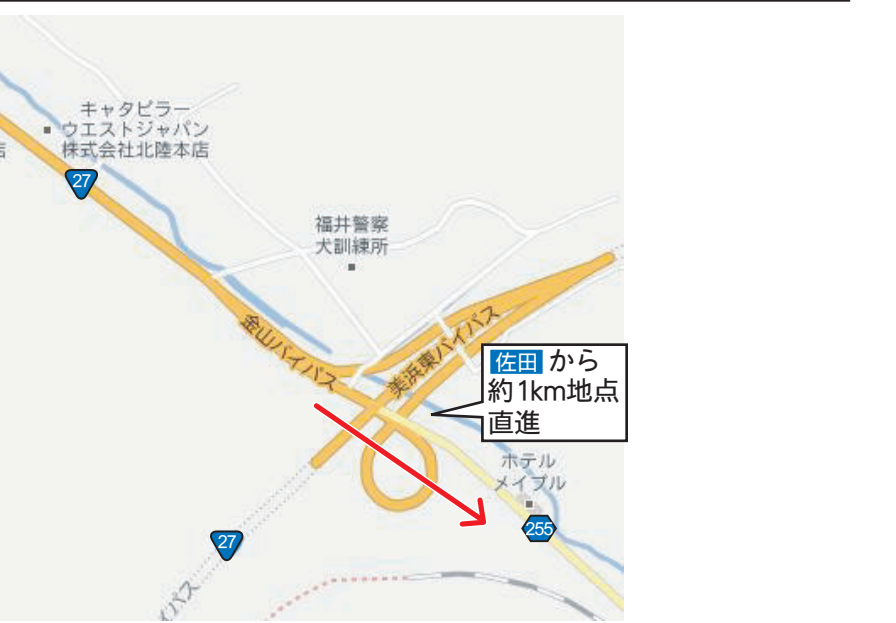 キャタピラー
ウエストジャパン
株式会社北陸本店
店
27
福井警察
犬訓練所
金山バイパス
美浜東バイパス
佐田 から
約1km地点
直進
ホテル
メイプル
255
27
イパス